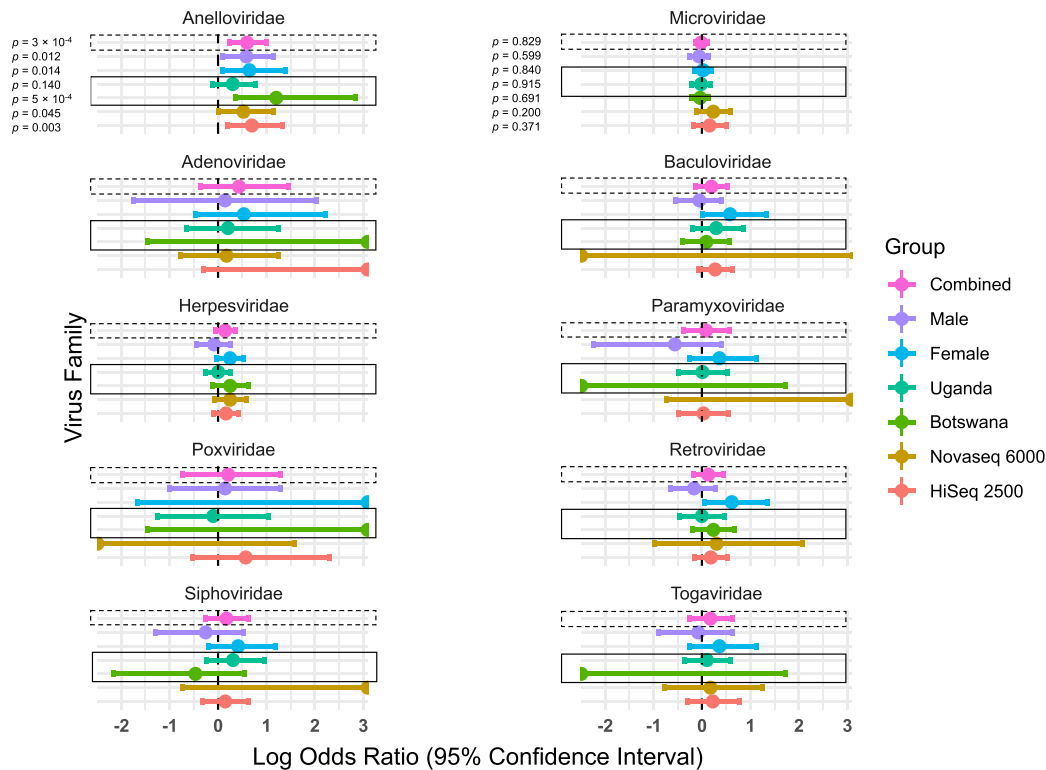 Anelloviridae
p = 3 × 10⁻⁴
p = 0.012
p = 0.014
p = 0.140
p = 5 × 10⁻⁴
p = 0.045
p = 0.003
Microviridae
p = 0.829
p = 0.599
p = 0.840
p = 0.915
p = 0.691
p = 0.200
p = 0.371
Adenoviridae
Baculoviridae
Herpesviridae
Paramyxoviridae
Poxviridae
Retroviridae
Siphoviridae
Togaviridae
Virus Family
-2 -1 0 1 2 3
-2 -1 0 1 2 3
Log Odds Ratio (95% Confidence Interval)
Group
Combined
Male
Female
Uganda
Botswana
Novaseq 6000
HiSeq 2500